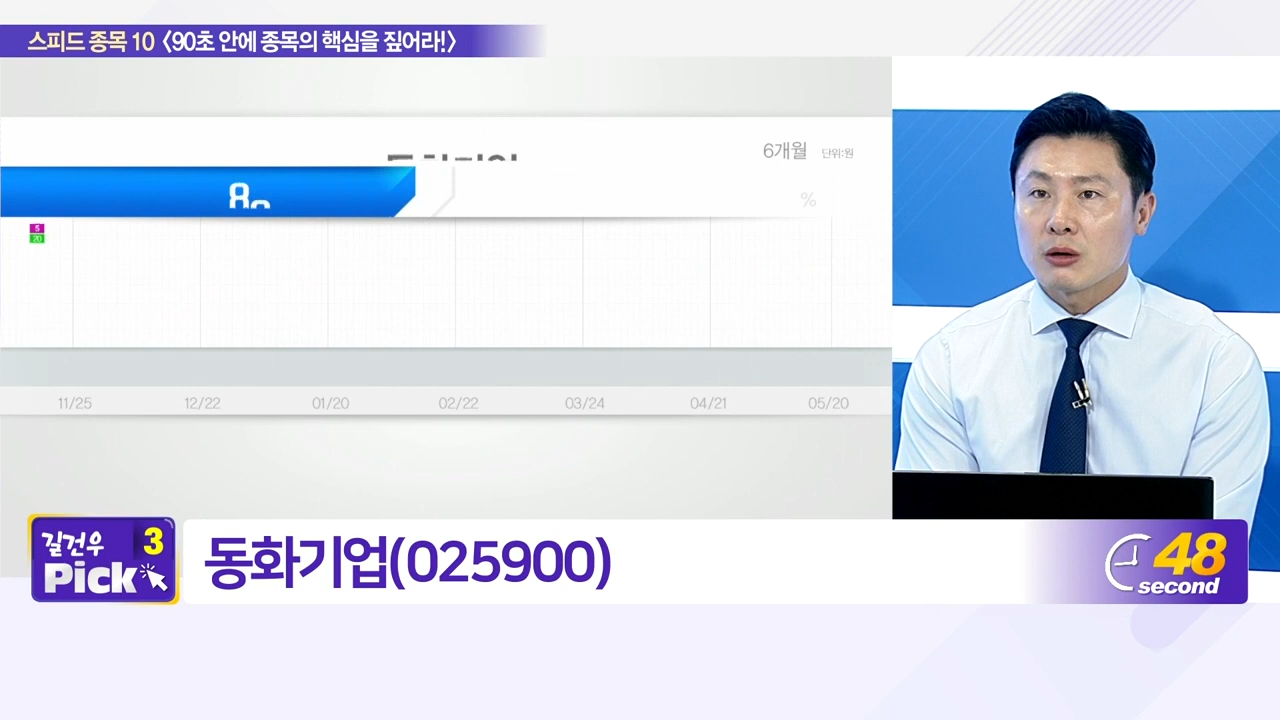 스피드 종목 10 <90초 안에 종목의 핵심을 짚어라!>
6개월 단위:원
%
5
20
11/25 12/22 01/20 02/22 03/24 04/21 05/20
길건우 3
Pick
동화기업(025900)
48
second